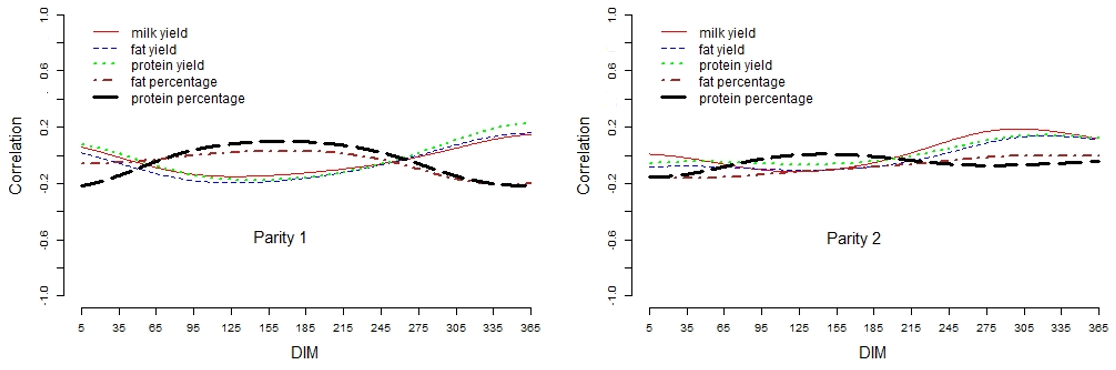 1.0
0.6
0.2
-0.2
-0.6
-1.0
Correlation
milk yield
fat yield
protein yield
fat percentage
protein percentage
Parity 1
5 35 65 95 125 155 185 215 245 275 305 335 365
DIM
1.0
0.6
0.2
-0.2
-0.6
-1.0
Correlation
milk yield
fat yield
protein yield
fat percentage
protein percentage
Parity 2
5 35 65 95 125 155 185 215 245 275 305 335 365
DIM